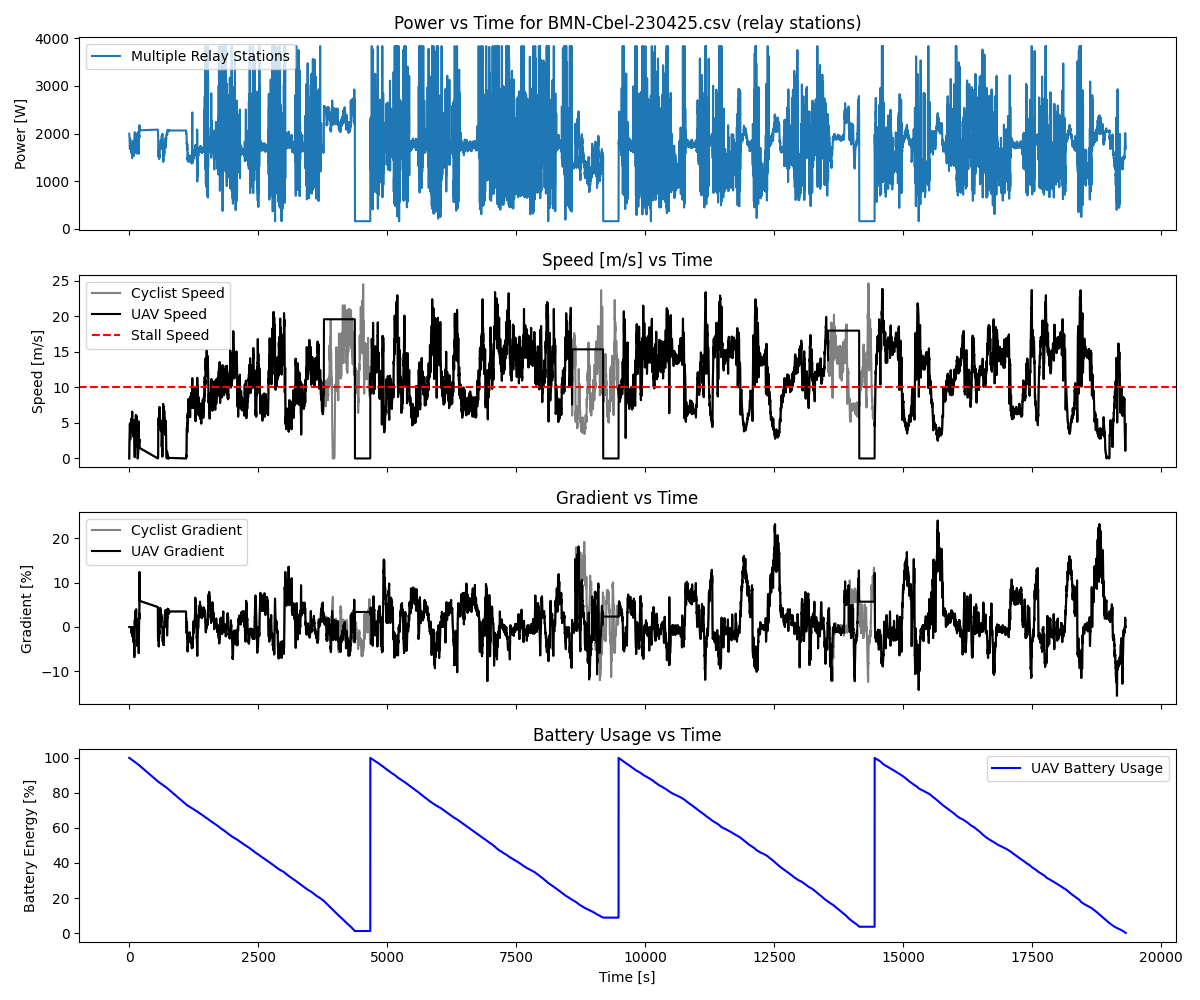 Power vs Time for BMN-Cbel-230425.csv (relay stations)
4000
3000
2000
1000
0
Power [W]
Multiple Relay Stations
Speed [m/s] vs Time
25
20
15
10
5
0
Speed [m/s]
Cyclist Speed
UAV Speed
Stall Speed
Gradient vs Time
20
10
0
−10
Gradient [%]
Cyclist Gradient
UAV Gradient
Battery Usage vs Time
100
80
60
40
20
0
Battery Energy [%]
UAV Battery Usage
0 2500 5000 7500 10000 12500 15000 17500 20000
Time [s]